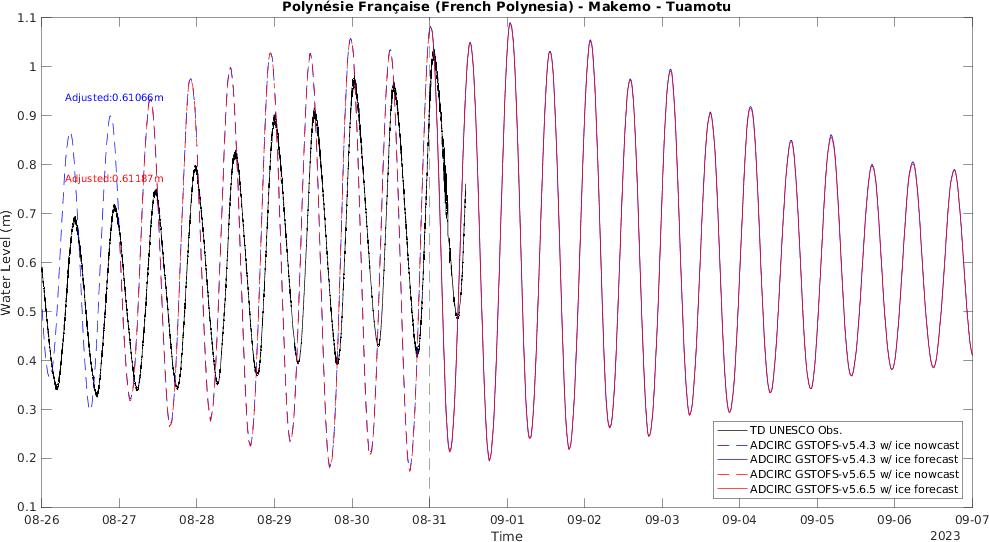 Polynésie Française (French Polynesia) - Makemo - Tuamotu
1.1
1
0.9
0.8
0.7
0.6
0.5
0.4
0.3
0.2
0.1
Water Level (m)
Adjusted:0.61066m
Adjusted:0.61187m
TD UNESCO Obs.
ADCIRC GSTOFS-v5.4.3 w/ ice nowcast
ADCIRC GSTOFS-v5.4.3 w/ ice forecast
ADCIRC GSTOFS-v5.6.5 w/ ice nowcast
ADCIRC GSTOFS-v5.6.5 w/ ice forecast
08-26 08-27 08-28 08-29 08-30 08-31 09-01 09-02 09-03 09-04 09-05 09-06 09-07
Time
2023